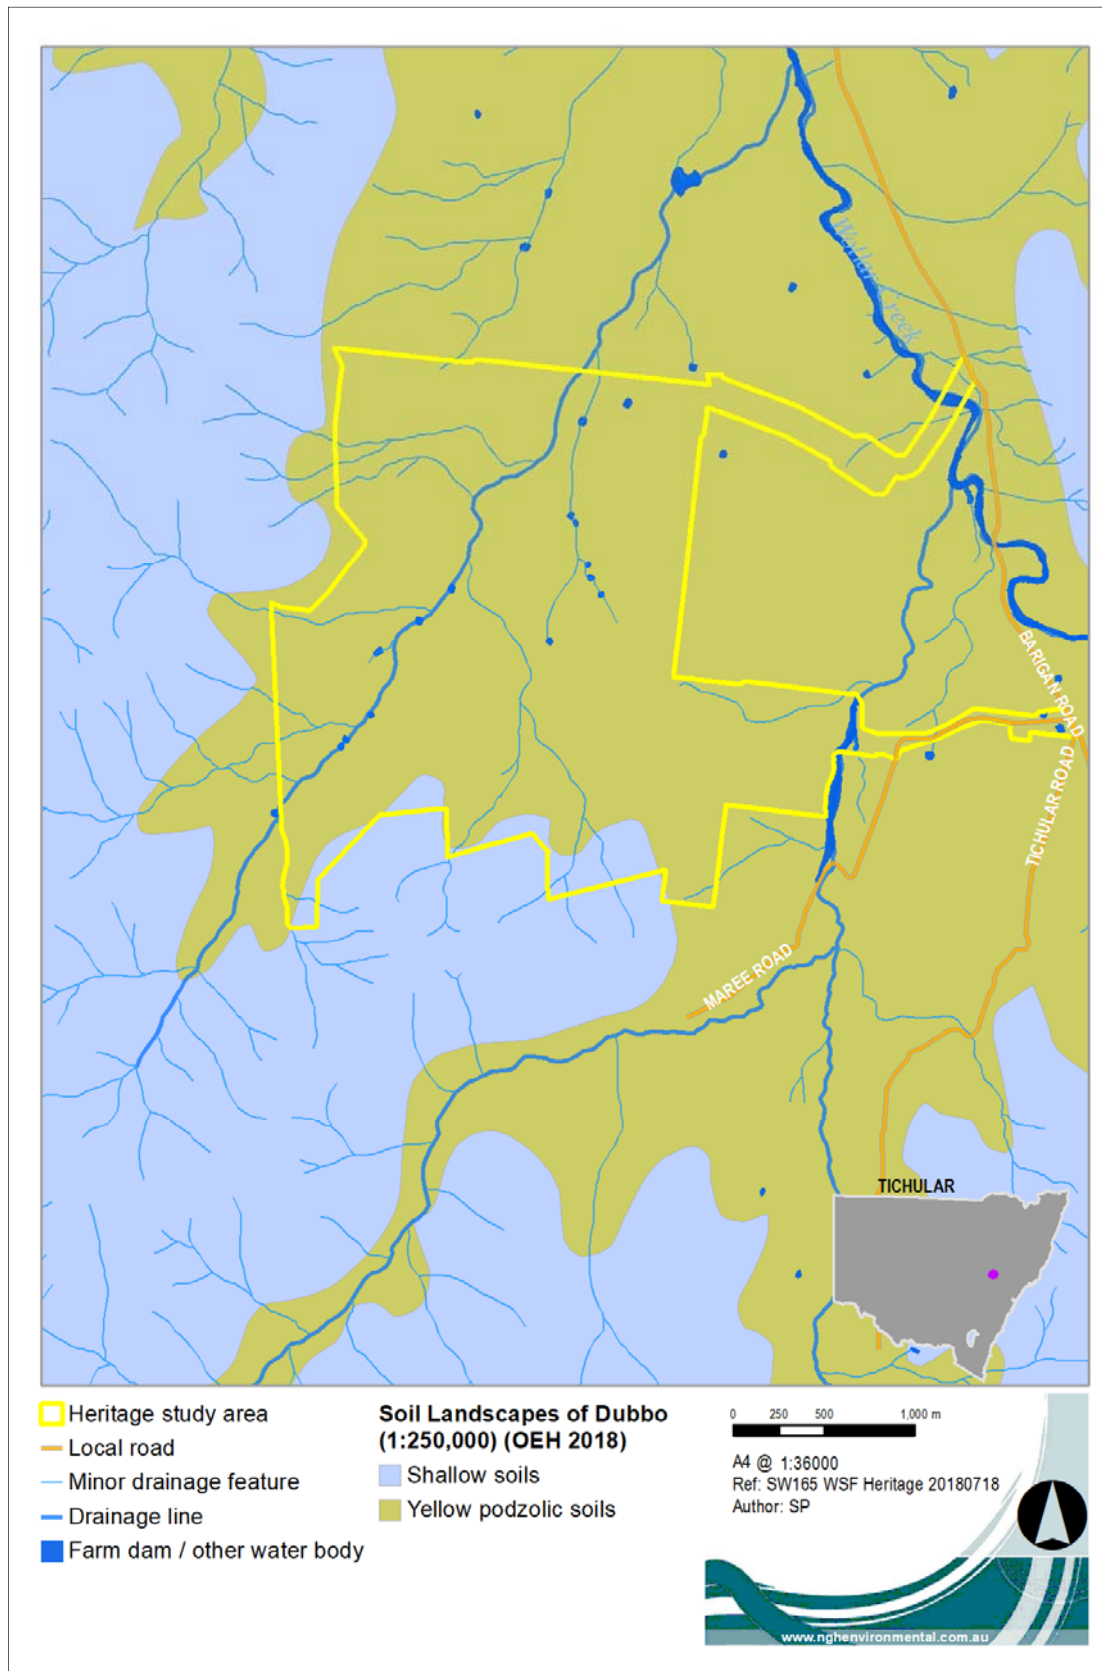 Wollar Creek
BARIGAN ROAD
TICHULAR ROAD
MAREE ROAD
TICHULAR
Heritage study area
Local road
Minor drainage feature
Drainage line
Farm dam / other water body
Soil Landscapes of Dubbo
(1:250,000) (OEH 2018)
Shallow soils
Yellow podzolic soils
0 250 500 1,000 m
A4 @ 1:36000
Ref: SW165 WSF Heritage 20180718
Author: SP
www.nghenvironmental.com.au